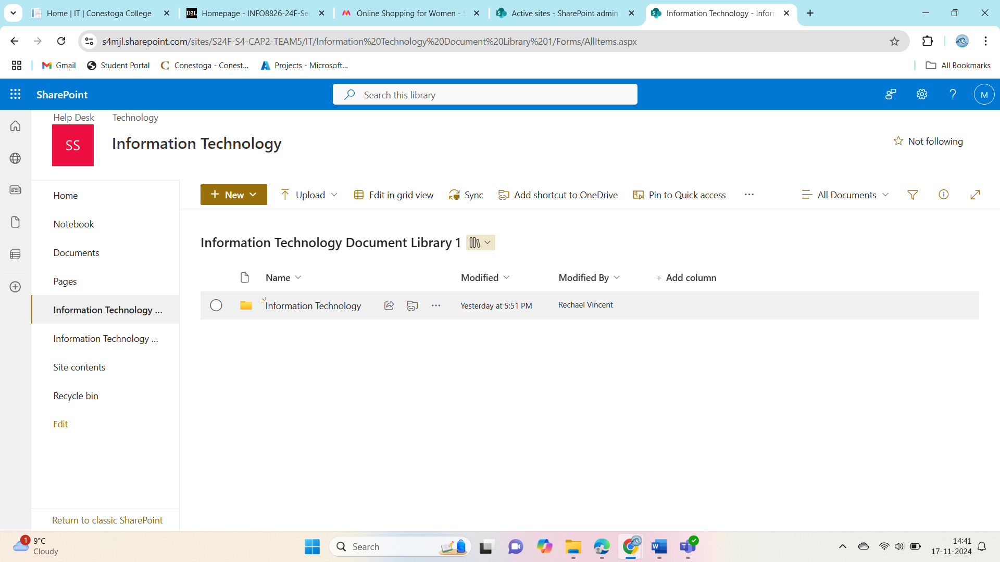 Home | IT | Conestoga College
Homepage - INFO8826-24F-Sec
Online Shopping for Women - S
Active sites - SharePoint admin
Information Technology - Inforr
s4mjl.sharepoint.com/sites/S24F-S4-CAP2-TEAM5/IT/Information%20Technology%20Document%20Library%201/Forms/AllItems.aspx
Gmail
Student Portal
Conestoga - Conest...
Projects - Microsoft...
All Bookmarks
SharePoint
Search this library
M
Help Desk
Technology
SS
Information Technology
Not following
Home
Notebook
Documents
Pages
Information Technology ...
Information Technology ...
Site contents
Recycle bin
Edit
Return to classic SharePoint
New
Upload
Edit in grid view
Sync
Add shortcut to OneDrive
Pin to Quick access
All Documents
Information Technology Document Library 1
Name
Modified
Modified By
Add column
Information Technology
Yesterday at 5:51 PM
Rechael Vincent
1
9°C
Cloudy
Search
14:41
17-11-2024